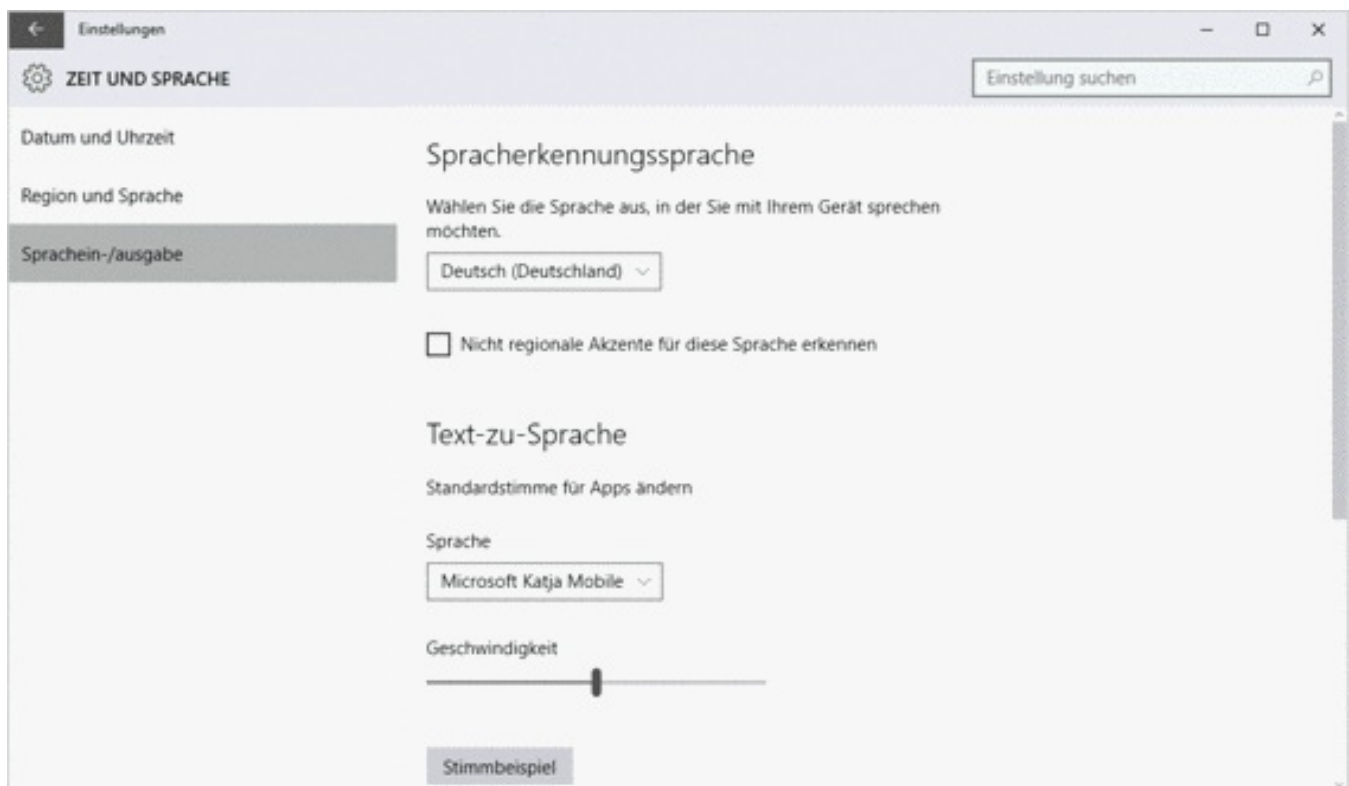 Einstellungen
ZEIT UND SPRACHE
Einstellung suchen
Datum und Uhrzeit
Region und Sprache
Sprachein-/ausgabe
Spracherkennungssprache
Wählen Sie die Sprache aus, in der Sie mit Ihrem Gerät sprechen
möchten.
Deutsch (Deutschland)
Nicht regionale Akzente für diese Sprache erkennen
Text-zu-Sprache
Standardstimme für Apps ändern
Sprache
Microsoft Katja Mobile
Geschwindigkeit
Stimmbeispiel